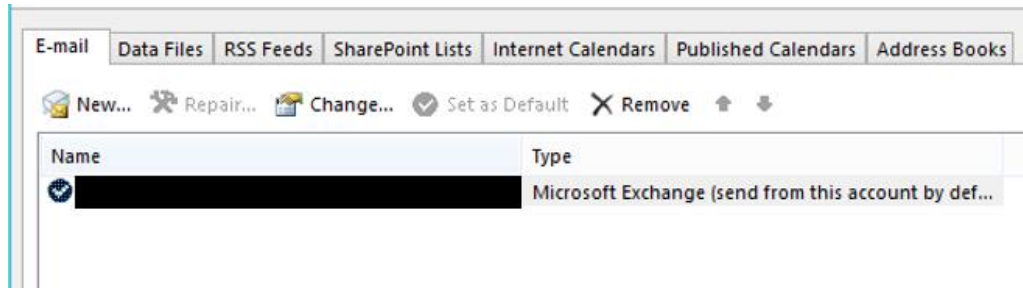 E-mail Data Files RSS Feeds SharePoint Lists Internet Calendars Published Calendars Address Books
New... Repair... Change... Set as Default Remove
Name Type
Microsoft Exchange (send from this account by def...